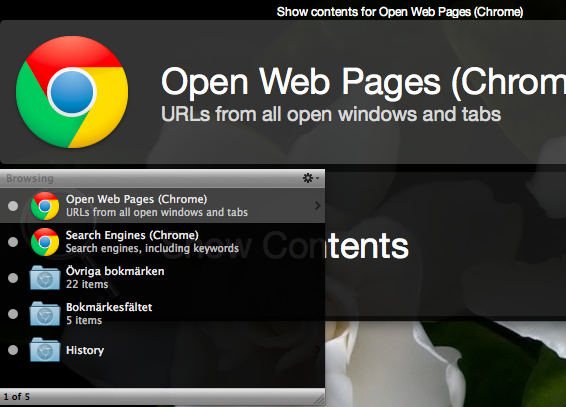 Show contents for Open Web Pages (Chrome)
Open Web Pages (Chrom
URLs from all open windows and tabs
Browsing
Open Web Pages (Chrome)
URLs from all open windows and tabs
Search Engines (Chrome)
Search engines, including keywords
Show Contents
Övriga bokmärken
22 items
Bokmärkesfältet
5 items
History
1 of 5